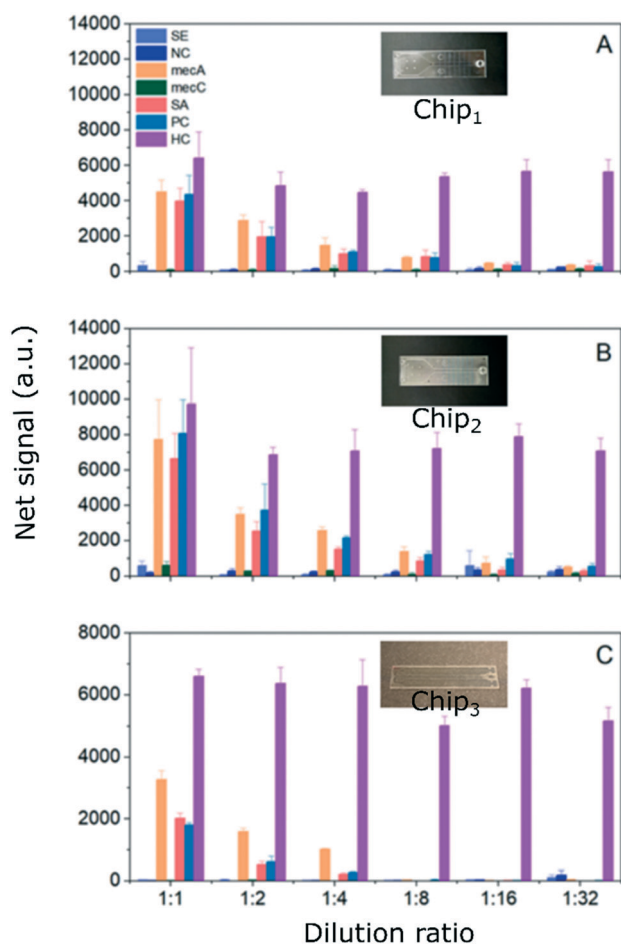 14000
12000
10000
8000
6000
4000
2000
0
SE
NC
mecA
mecC
SA
PC
HC
A
Chip₁
Net signal (a.u.)
14000
12000
10000
8000
6000
4000
2000
0
B
Chip₂
8000
6000
4000
2000
0
C
Chip₃
1:1 1:2 1:4 1:8 1:16 1:32
Dilution ratio